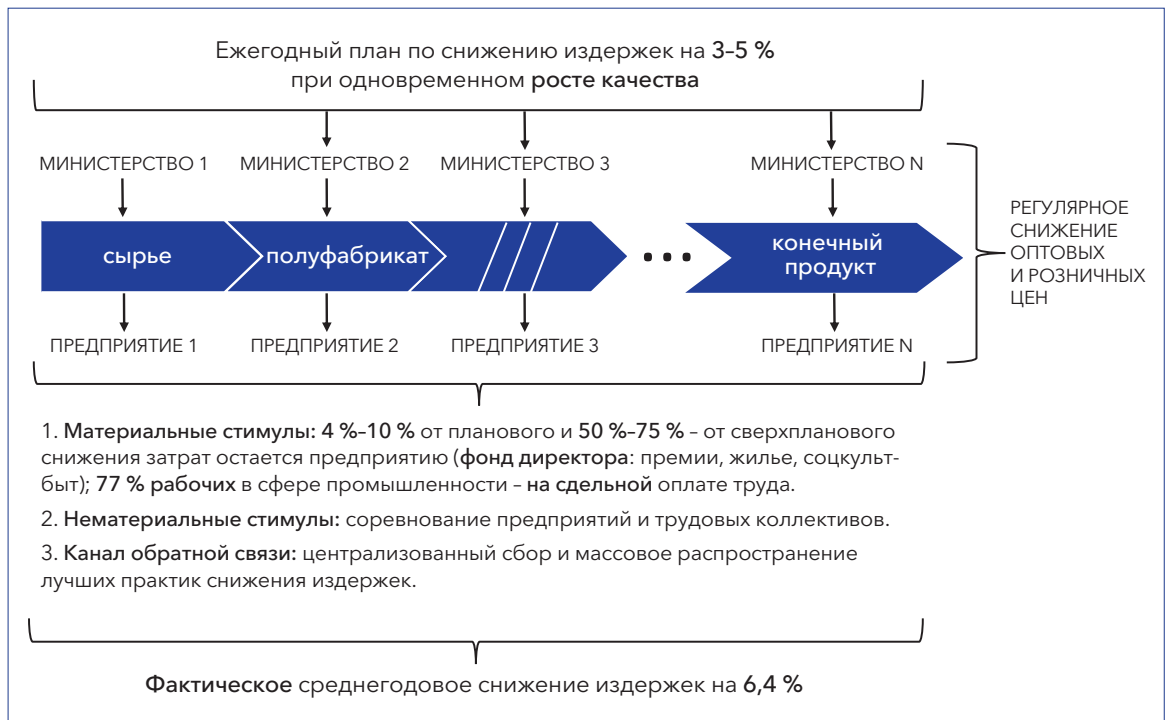 Ежегодный план по снижению издержек на 3–5 %
при одновременном росте качества
МИНИСТЕРСТВО 1
МИНИСТЕРСТВО 2
МИНИСТЕРСТВО 3
МИНИСТЕРСТВО N
сырье
полуфабрикат
конечный
продукт
РЕГУЛЯРНОЕ
СНИЖЕНИЕ
ОПТОВЫХ
И РОЗНИЧНЫХ
ЦЕН
ПРЕДПРИЯТИЕ 1
ПРЕДПРИЯТИЕ 2
ПРЕДПРИЯТИЕ 3
ПРЕДПРИЯТИЕ N
1. Материальные стимулы: 4 %–10 % от планового и 50 %–75 % – от сверхпланового
снижения затрат остается предприятию (фонд директора: премии, жилье, соцкульт-
быт); 77 % рабочих в сфере промышленности – на сдельной оплате труда.
2. Нематериальные стимулы: соревнование предприятий и трудовых коллективов.
3. Канал обратной связи: централизованный сбор и массовое распространение
лучших практик снижения издержек.
Фактическое среднегодовое снижение издержек на 6,4 %